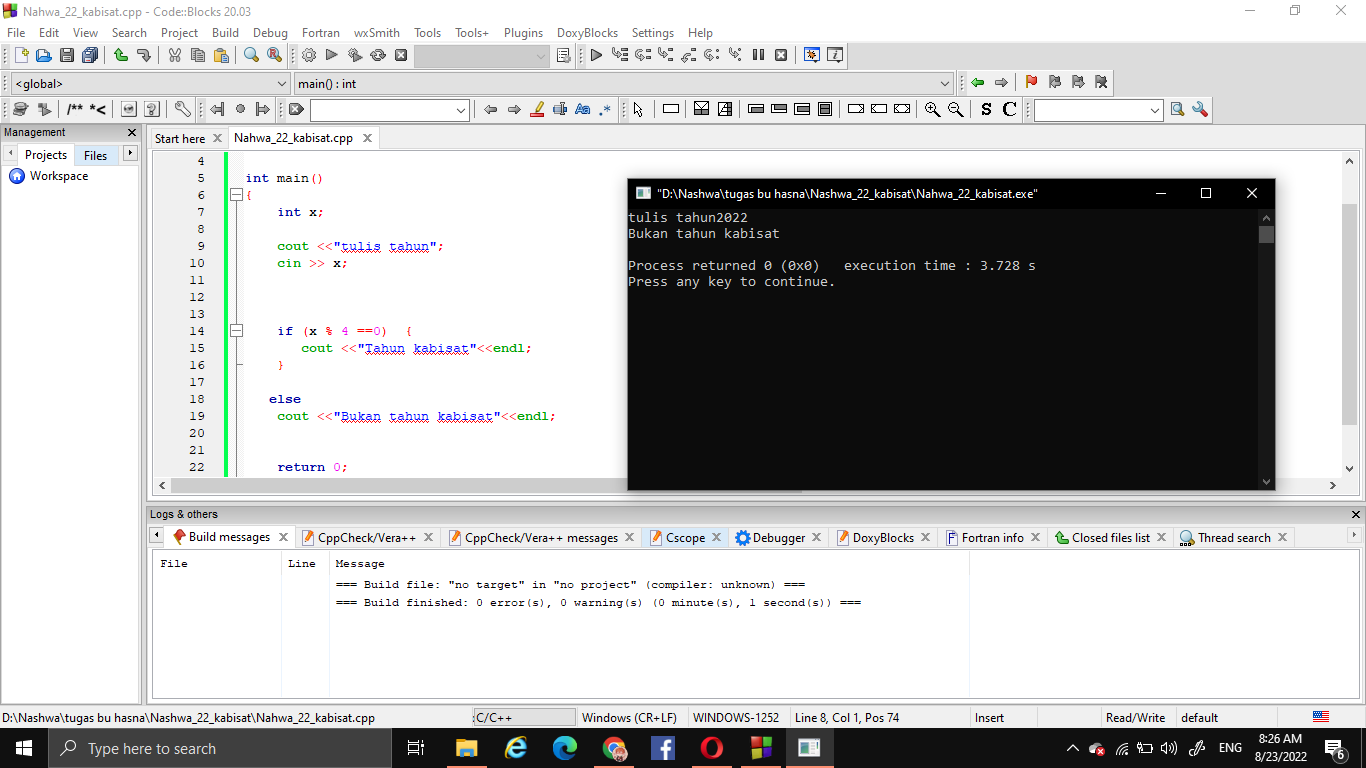 Nahwa_22_kabisat.cpp - Code::Blocks 20.03
File Edit View Search Project Build Debug Fortran wxSmith Tools Tools+ Plugins DoxyBlocks Settings Help
<global> main() : int
/** *< Aa .* S C
Management
Projects Files
Workspace
Start here Nahwa_22_kabisat.cpp
4
5 int main()
6 {
7 int x;
8
9 cout <<"tulis tahun";
10 cin >> x;
11
12
13
14 if (x % 4 ==0) {
15 cout <<"Tahun kabisat"<<endl;
16 }
17
18 else
19 cout <<"Bukan tahun kabisat"<<endl;
20
21
22 return 0;
"D:\Nashwa\tugas bu hasna\Nashwa_22_kabisat\Nahwa_22_kabisat.exe"
tulis tahun2022
Bukan tahun kabisat
Process returned 0 (0x0) execution time : 3.728 s
Press any key to continue.
Logs & others
Build messages CppCheck/Vera++ CppCheck/Vera++ messages Cscope Debugger DoxyBlocks Fortran info Closed files list Thread search
File Line Message
=== Build file: "no target" in "no project" (compiler: unknown) ===
=== Build finished: 0 error(s), 0 warning(s) (0 minute(s), 1 second(s)) ===
D:\Nashwa\tugas bu hasna\Nashwa_22_kabisat\Nahwa_22_kabisat.cpp C/C++ Windows (CR+LF) WINDOWS-1252 Line 8, Col 1, Pos 74 Insert Read/Write default
Type here to search
ENG
8:26 AM
8/23/2022
6